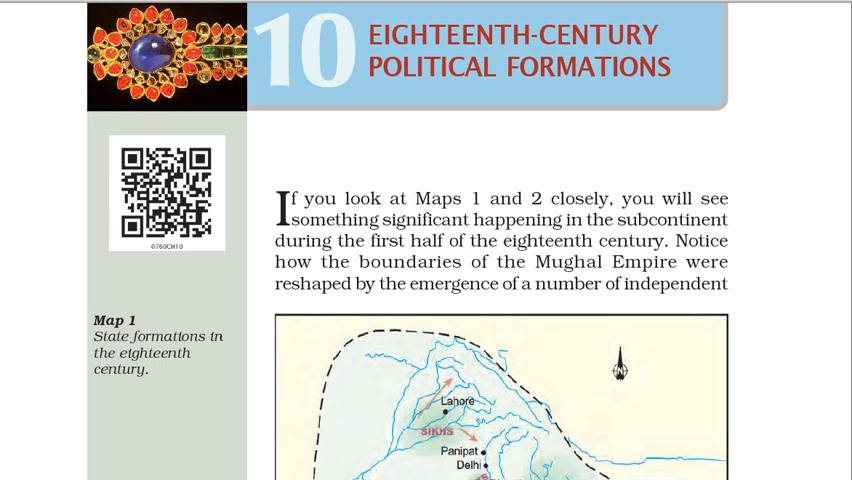 10
EIGHTEENTH-CENTURY
POLITICAL FORMATIONS
0760CH10
If you look at Maps 1 and 2 closely, you will see
something significant happening in the subcontinent
during the first half of the eighteenth century. Notice
how the boundaries of the Mughal Empire were
reshaped by the emergence of a number of independent
Map 1
State formations in
the eighteenth
century.
N
Lahore
SIKHS
Panipat
Delhi